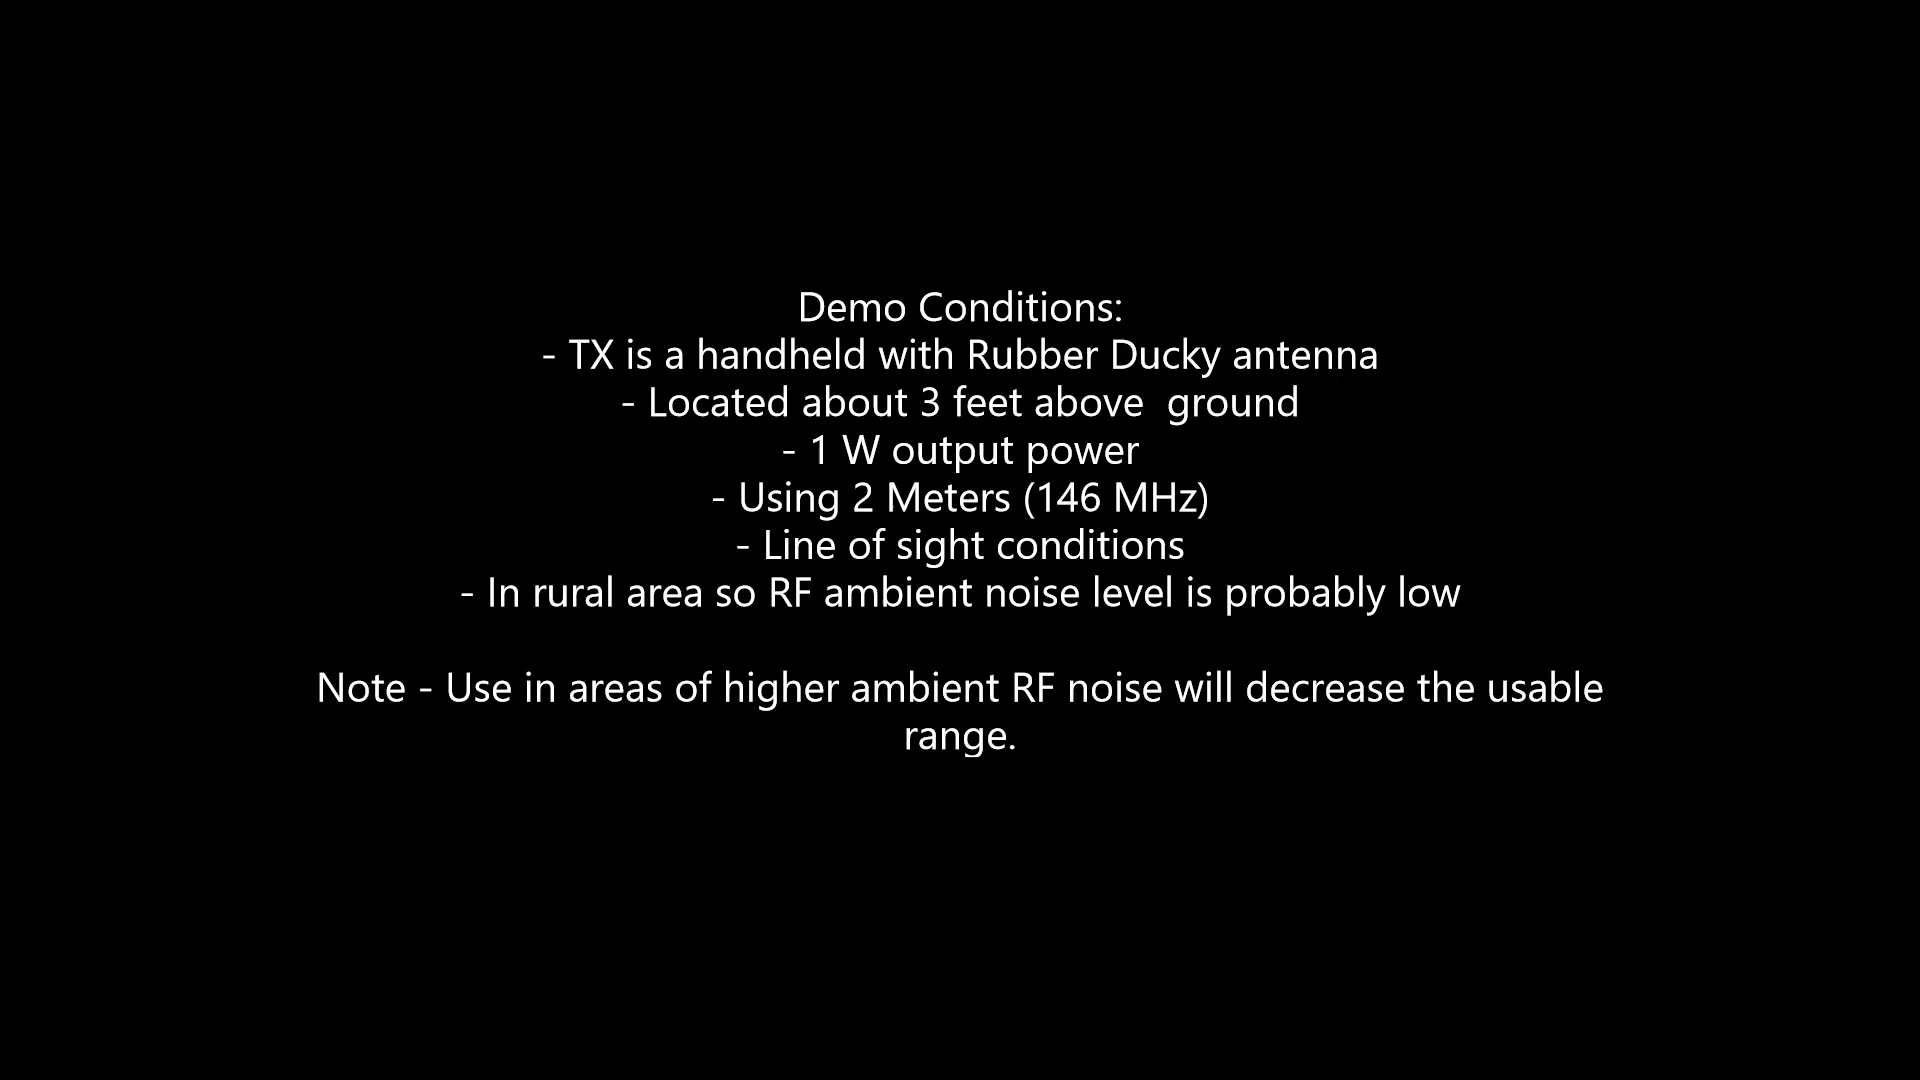 Demo Conditions:
- TX is a handheld with Rubber Ducky antenna
- Located about 3 feet above  ground
- 1 W output power
- Using 2 Meters (146 MHz)
- Line of sight conditions
- In rural area so RF ambient noise level is probably low
Note - Use in areas of higher ambient RF noise will decrease the usable
range.